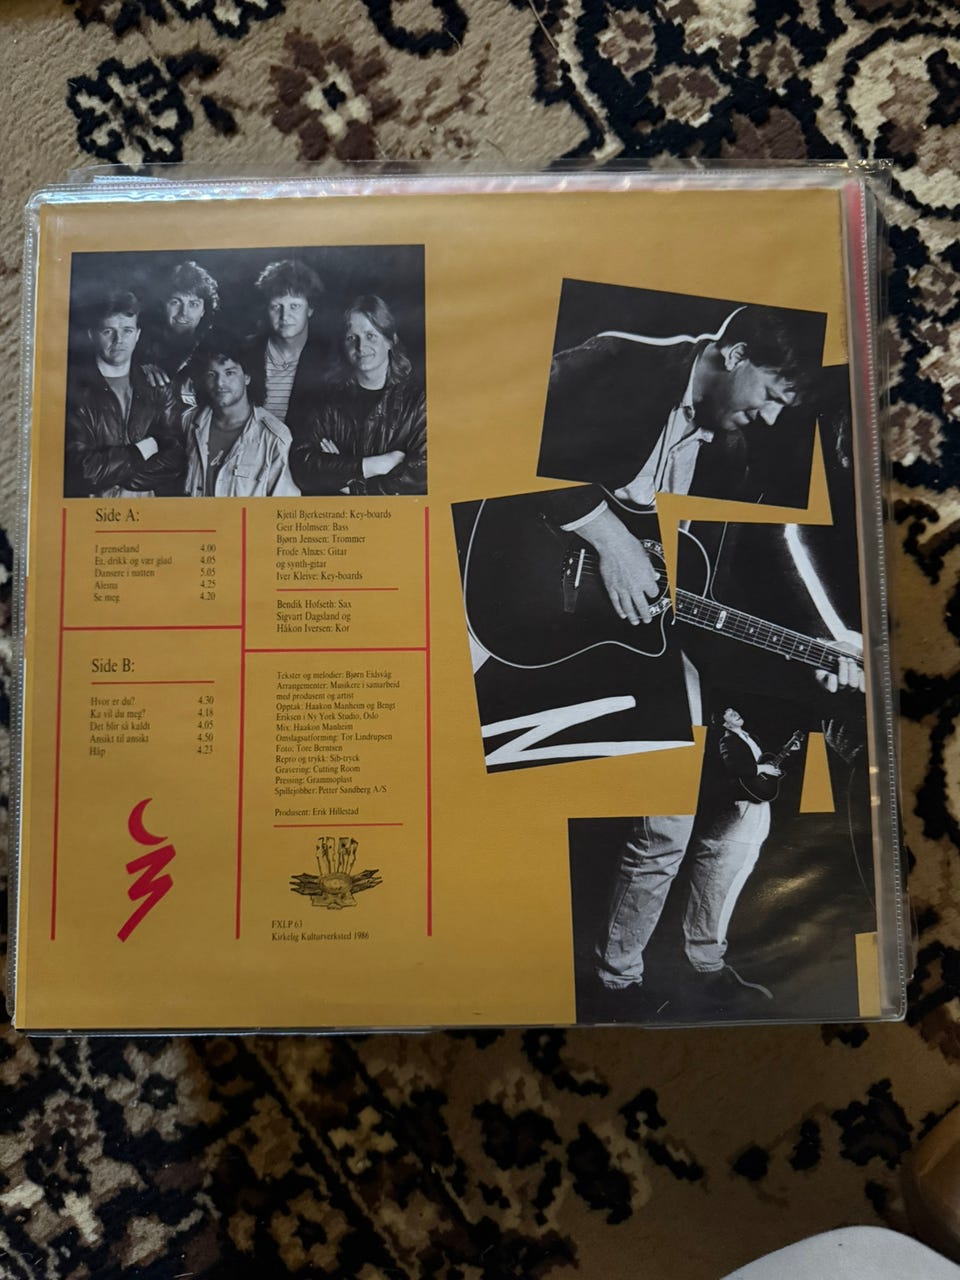 Side A:
I grenseland 4.00
Et, drikk og vær glad 4.05
Dansere i natten 5.05
Alesns 4.25
Se meg 4.20
Side B:
Hvor er du? 4.30
Ka vil du meg? 4.18
Det blir så kaldt 4.05
Ansikt til ansikt 4.50
Håp 4.23
Kjetil Bjerkestrand: Key-boards
Geir Holmsen: Bass
Bjørn Jenssen: Trommer
Frode Alnæs: Gitar
og synth-gitar
Iver Kleive: Key-boards
Bendik Hofseth: Sax
Sigvart Dagsland og
Håkon Iversen: Kor
Tekster og melodier: Bjørn Eidsvåg
Arrangementer: Musikere i samarbeid
med produsent og artist
Opptak: Haakon Manheim og Bengt
Eriksen i Ny York Studio, Oslo
Mix: Haakon Manheim
Omslagsutforming: Tor Lindrupsen
Foto: Tore Berntsen
Repro og trykk: Sib-tryck
Gravering: Cutting Room
Pressing: Grammoplast
Spillejobber: Petter Sandberg A/S
Produsent: Erik Hillestad
FXLP 63
Kirkelig Kulturverksted 1986